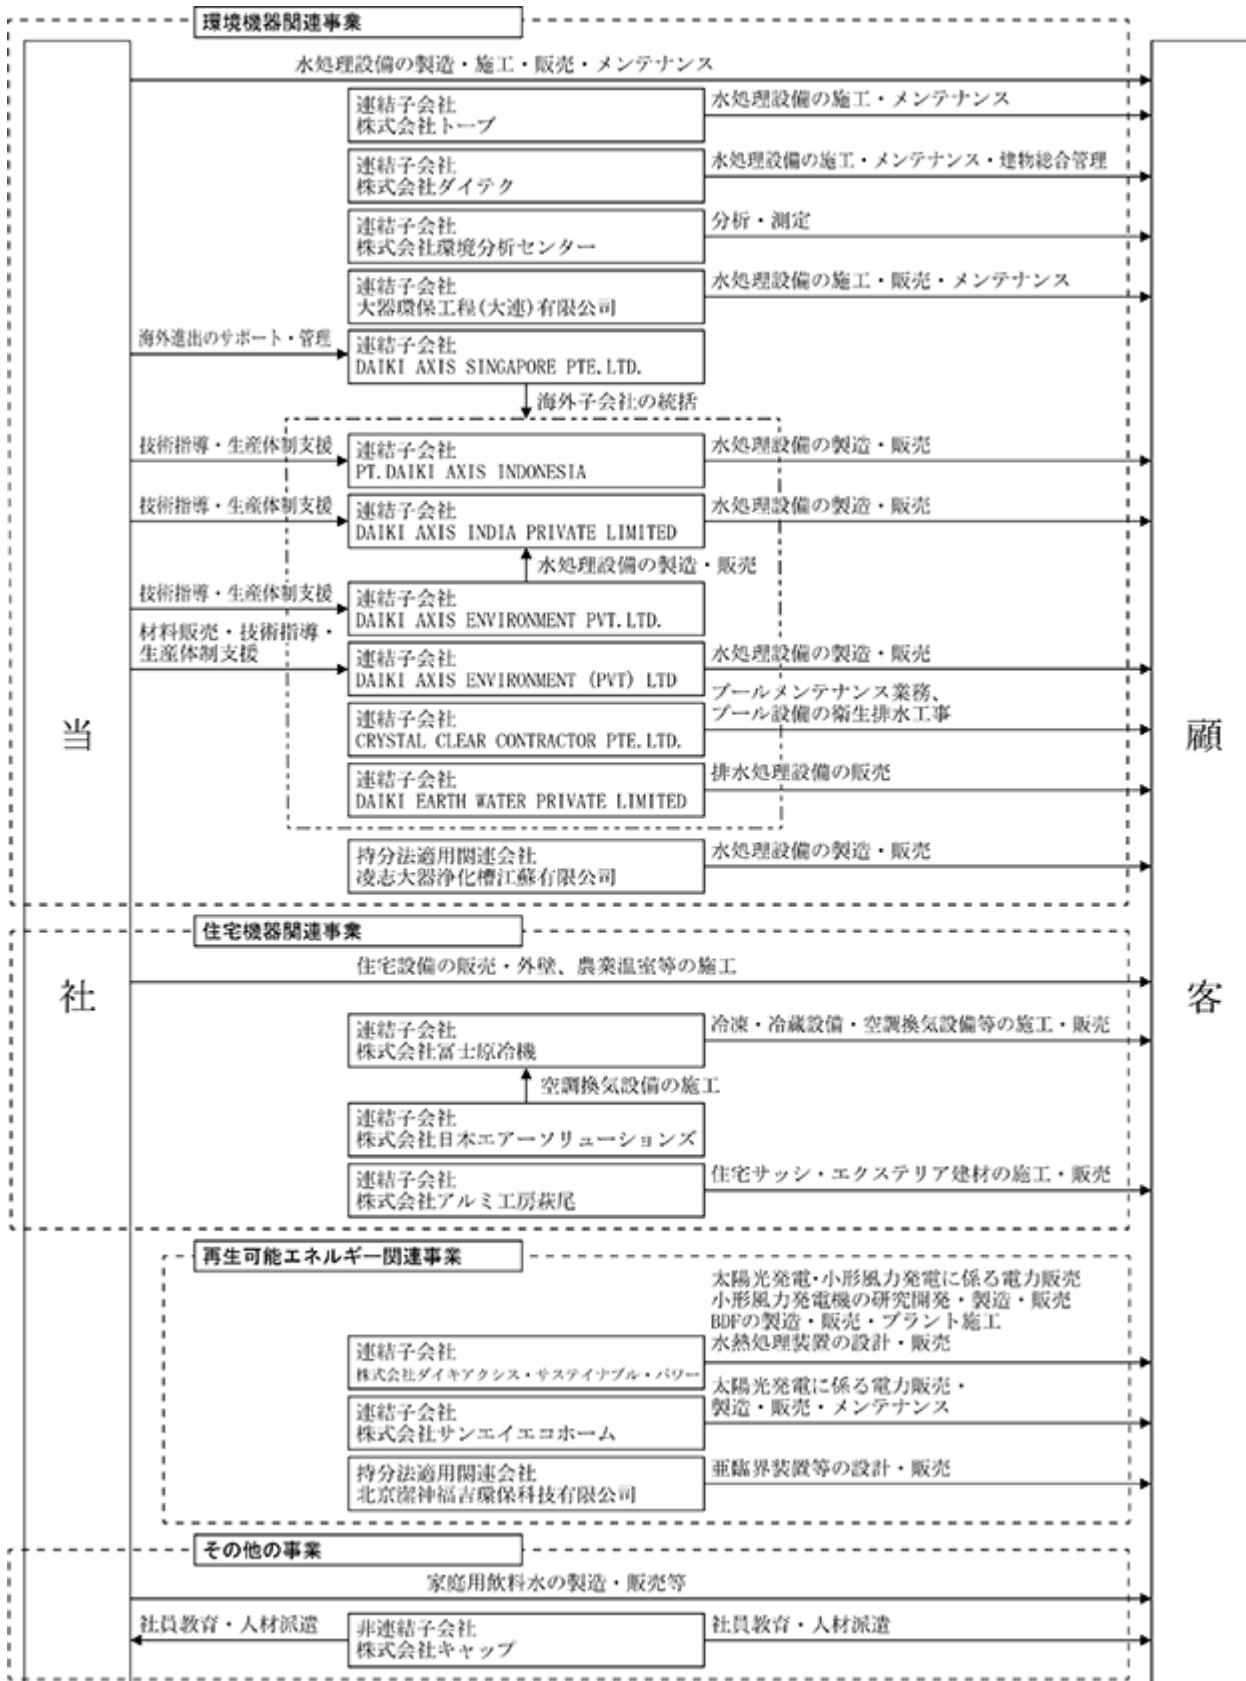 環境機器関連事業
水処理設備の製造・施工・販売・メンテナンス
連結子会社
株式会社トーブ
水処理設備の施工・メンテナンス
連結子会社
株式会社ダイテク
水処理設備の施工・メンテナンス・建物総合管理
連結子会社
株式会社環境分析センター
分析・測定
連結子会社
大器環保工程(大連)有限公司
水処理設備の施工・販売・メンテナンス
海外進出のサポート・管理
連結子会社
DAIKI AXIS SINGAPORE PTE.LTD.
海外子会社の統括
技術指導・生産体制支援
連結子会社
PT.DAIKI AXIS INDONESIA
水処理設備の製造・販売
技術指導・生産体制支援
連結子会社
DAIKI AXIS INDIA PRIVATE LIMITED
水処理設備の製造・販売
水処理設備の製造・販売
技術指導・生産体制支援
連結子会社
DAIKI AXIS ENVIRONMENT PVT.LTD.
材料販売・技術指導・
生産体制支援
連結子会社
DAIKI AXIS ENVIRONMENT (PVT) LTD
水処理設備の製造・販売
連結子会社
CRYSTAL CLEAR CONTRACTOR PTE.LTD.
プールメンテナンス業務、
プール設備の衛生排水工事
連結子会社
DAIKI EARTH WATER PRIVATE LIMITED
排水処理設備の販売
持分法適用関連会社
凌志大器浄化槽江蘇有限公司
水処理設備の製造・販売
当
社
顧
客
住宅機器関連事業
住宅設備の販売・外壁、農業温室等の施工
連結子会社
株式会社冨士原冷機
冷凍・冷蔵設備・空調換気設備等の施工・販売
空調換気設備の施工
連結子会社
株式会社日本エアーソリューションズ
連結子会社
株式会社アルミ工房萩尾
住宅サッシ・エクステリア建材の施工・販売
再生可能エネルギー関連事業
太陽光発電・小形風力発電に係る電力販売
小形風力発電機の研究開発・製造・販売
BDFの製造・販売・プラント施工
水熱処理装置の設計・販売
連結子会社
株式会社ダイキアクシス・サステイナブル・パワー
太陽光発電に係る電力販売・
製造・販売・メンテナンス
連結子会社
株式会社サンエイエコホーム
持分法適用関連会社
北京潔神福吉環保科技有限公司
亜臨界装置等の設計・販売
その他の事業
家庭用飲料水の製造・販売等
社員教育・人材派遣
非連結子会社
株式会社キャップ
社員教育・人材派遣